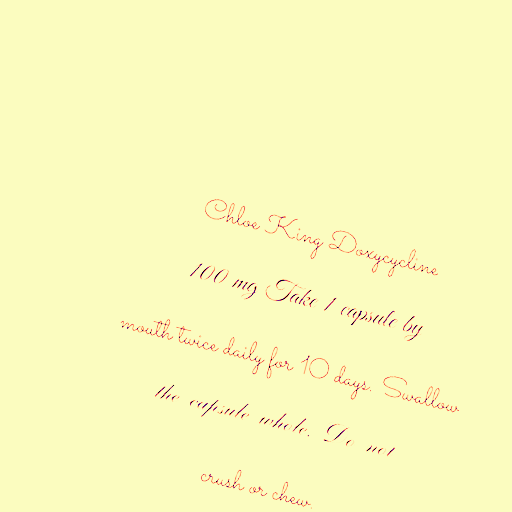 Chloe King Doxycycline
100 mg Take 1 capsule by
mouth twice daily for 10 days. Swallow
the capsule whole. Do not
crush or chew.